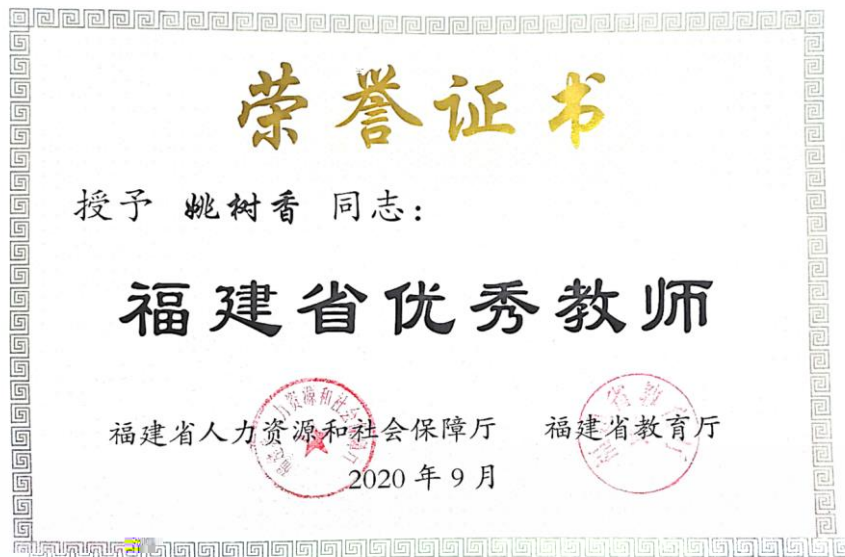 荣誉证书
授予 姚树香 同志：
福建省优秀教师
福建省人力资源和社会保障厅 福建省教育厅
2020年9月